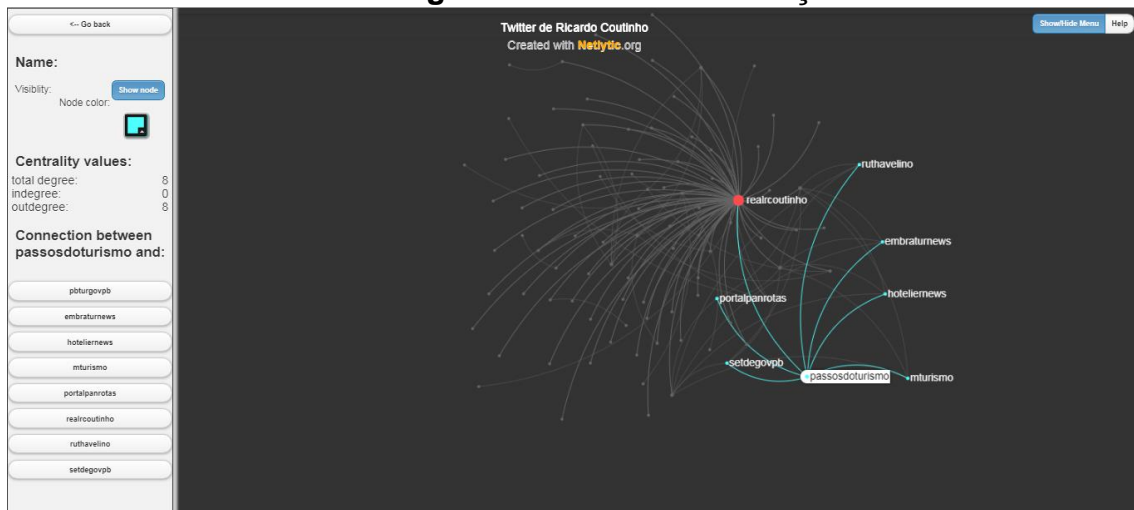 <-- Go back
Name:
Visiblity:
Show node
Node color:
Centrality values:
total degree: 8
indegree: 0
outdegree: 8
Connection between
passosdoturismo and:
pbturgovpb
embraturnews
hoteliernews
mturismo
portalpanrotas
realrcoutinho
ruthavelino
setdegovpb
Twitter de Ricardo Coutinho
Created with Netlytic.org
Show/Hide Menu
Help
ruthavelino
realrcoutinho
embraturnews
hoteliernews
portalpanrotas
setdegovpb
passosdoturismo
mturismo